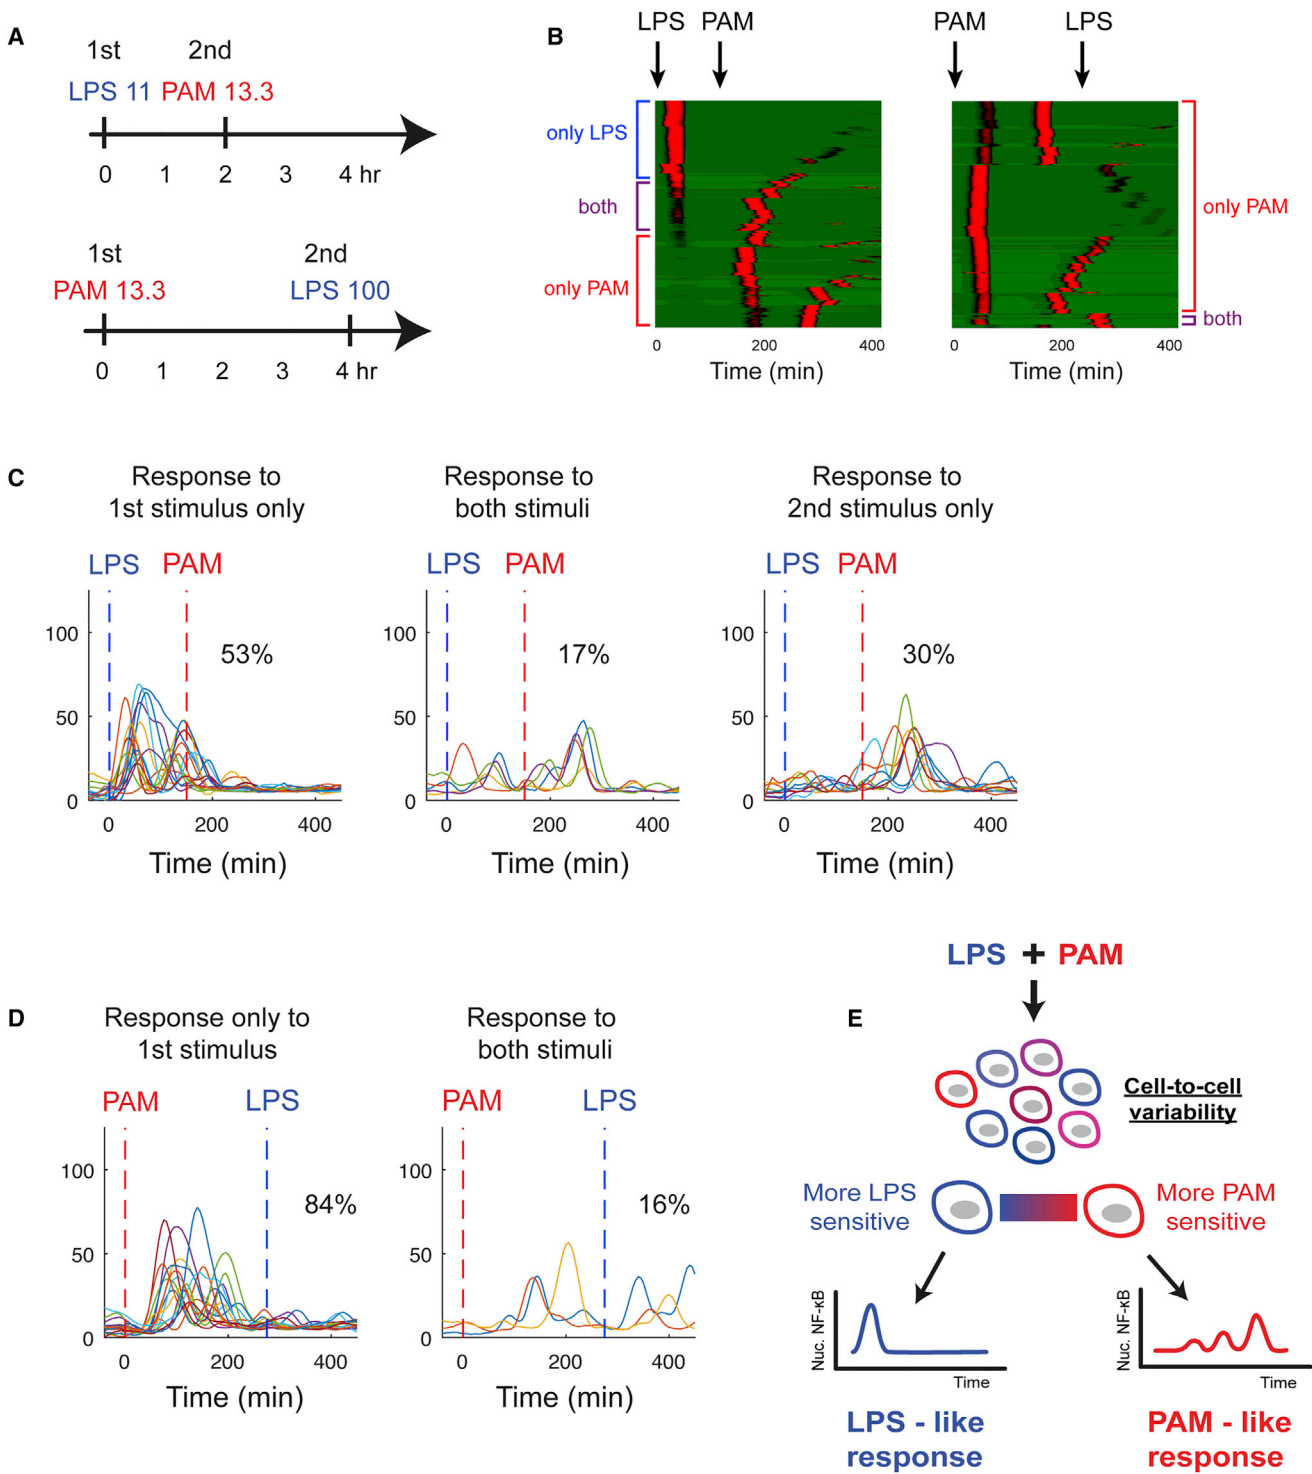 A
1st 2nd
LPS 11 PAM 13.3
0 1 2 3 4 hr
1st 2nd
PAM 13.3 LPS 100
0 1 2 3 4 hr
B
LPS PAM
only LPS
both
only PAM
0 200 400
Time (min)
PAM LPS
only PAM
both
0 200 400
Time (min)
C
Response to
1st stimulus only
LPS PAM
53%
100
50
0
0 200 400
Time (min)
Response to
both stimuli
LPS PAM
17%
100
50
0
0 200 400
Time (min)
Response to
2nd stimulus only
LPS PAM
30%
100
50
0
0 200 400
Time (min)
D
Response only to
1st stimulus
PAM LPS
84%
100
50
0
0 200 400
Time (min)
Response to
both stimuli
PAM LPS
16%
100
50
0
0 200 400
Time (min)
E
LPS + PAM
Cell-to-cell
variability
More LPS
sensitive
More PAM
sensitive
Nuc. NF-κB
Time
LPS - like
response
Nuc. NF-κB
Time
PAM - like
response